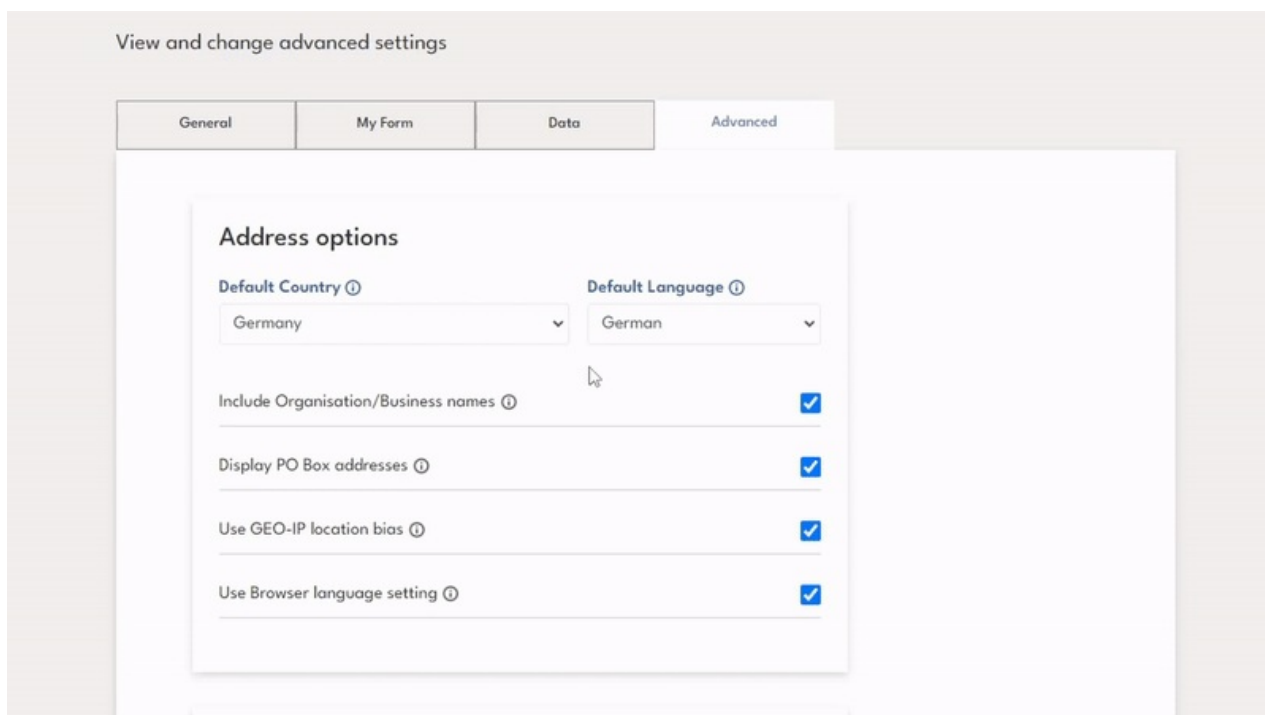 View and change advanced settings
General
My Form
Data
Advanced
Address options
Default Country
Default Language
Germany
German
Include Organisation/Business names
Display PO Box addresses
Use GEO-IP location bias
Use Browser language setting